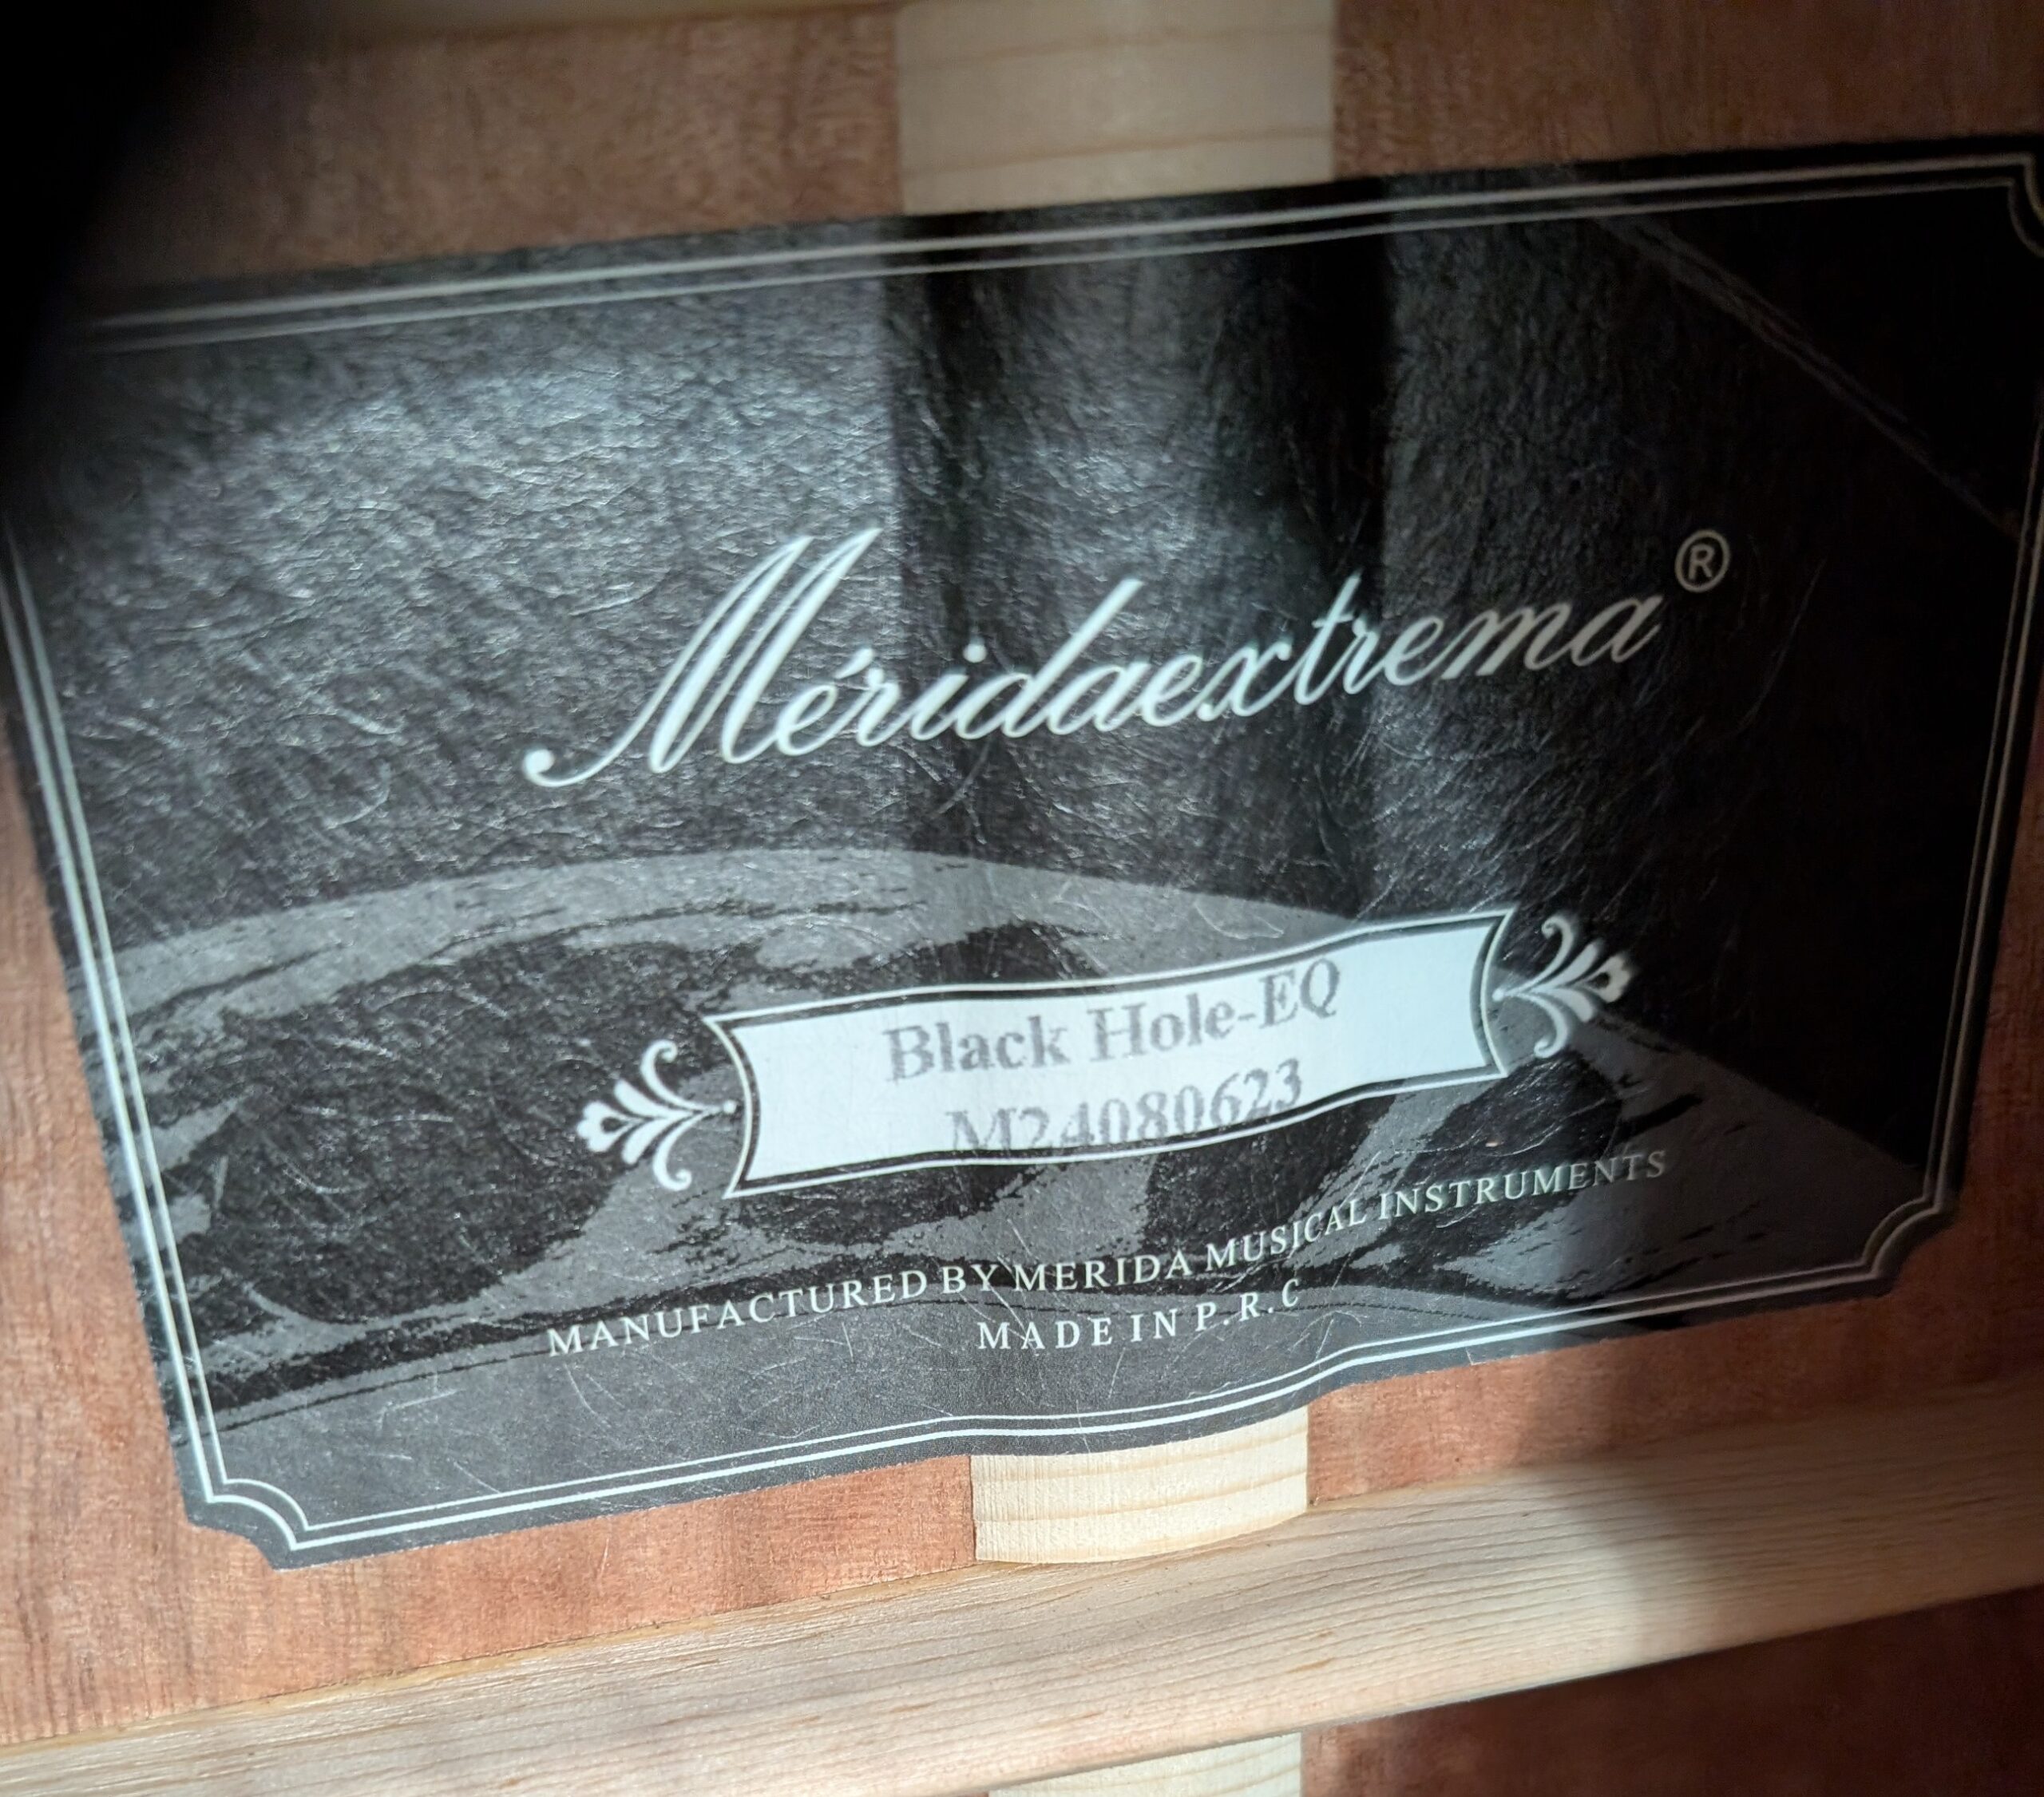 Méridaextrema®
Black Hole-EQ
M24080623
MANUFACTURED BY MERIDA MUSICAL INSTRUMENTS
MADE IN P.R.C